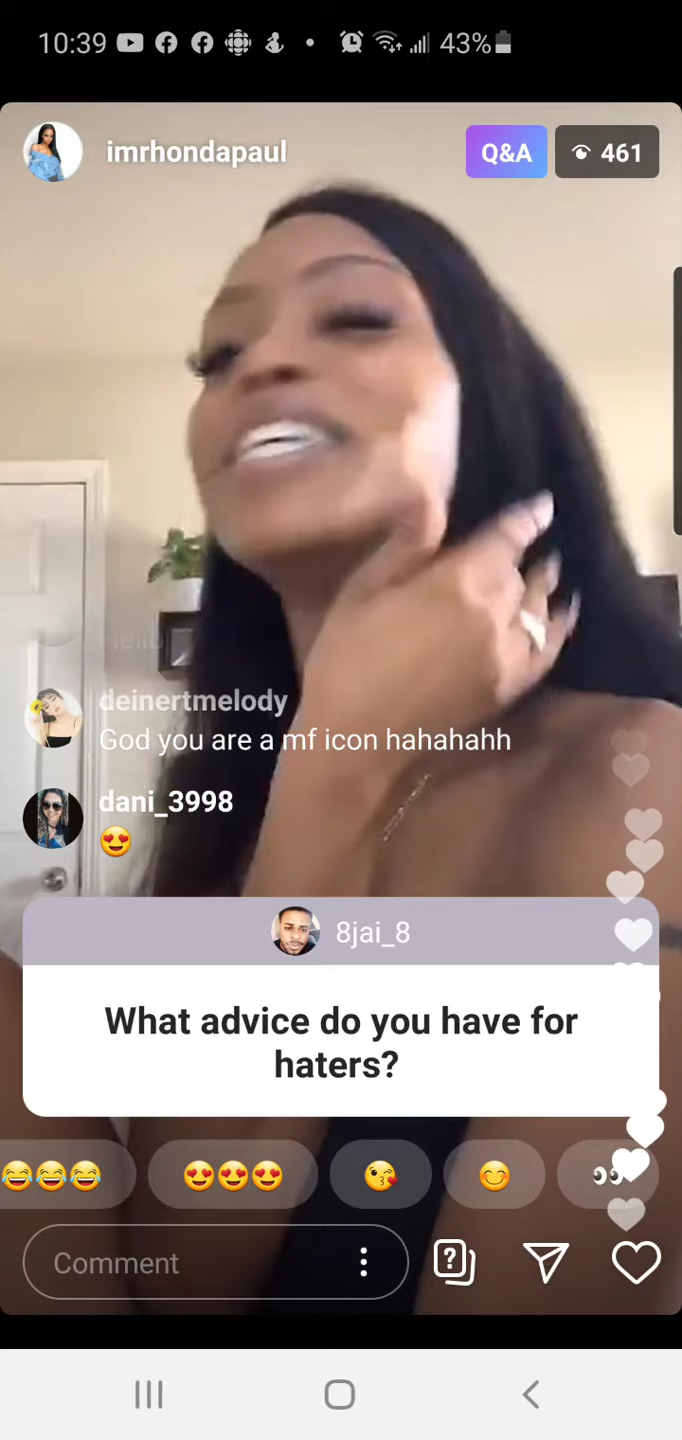 10:39
43%
imrhondapaul
Q&A
461
Hello
deinertmelody
God you are a mf icon hahahahh
dani_3998
8jai_8
What advice do you have for
haters?
Comment